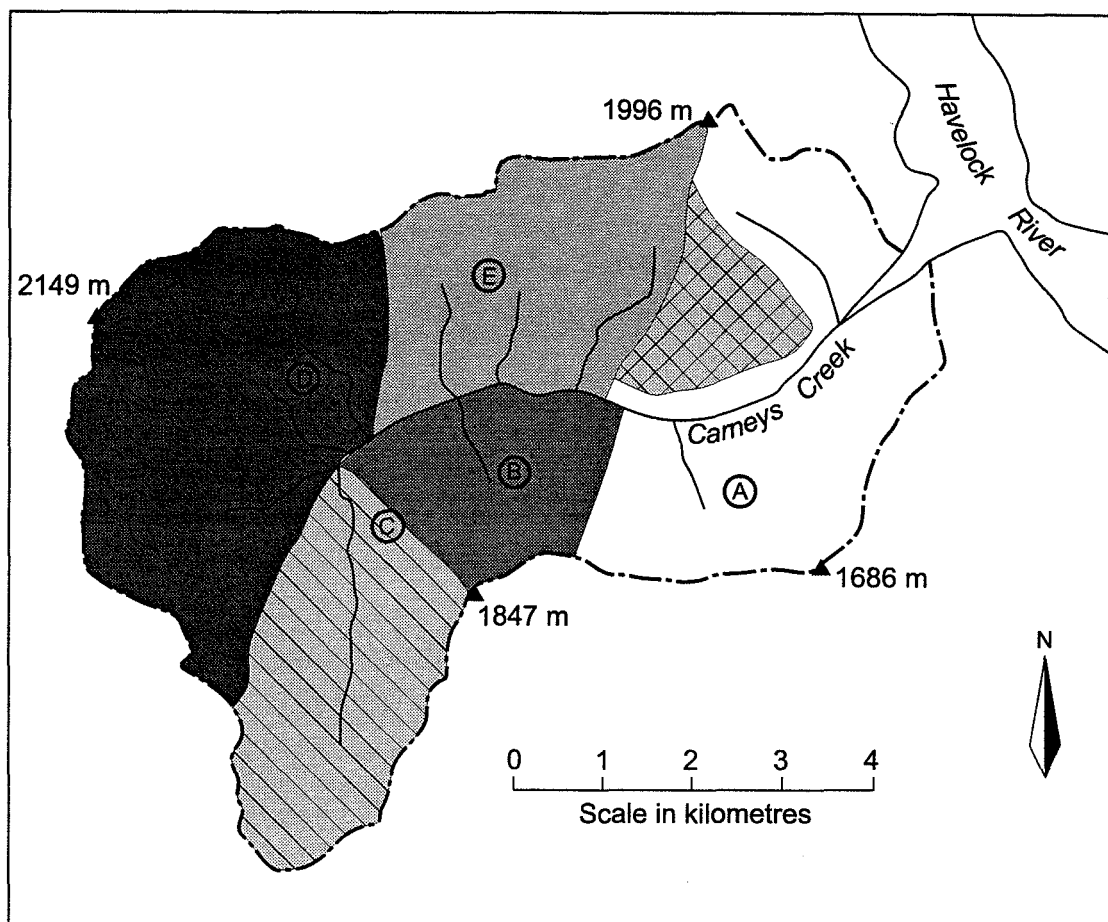 1996 m
Havelock
River
E
2149 m
D
Carneys Creek
B
A
C
1686 m
1847 m
N
0 1 2 3 4
Scale in kilometres